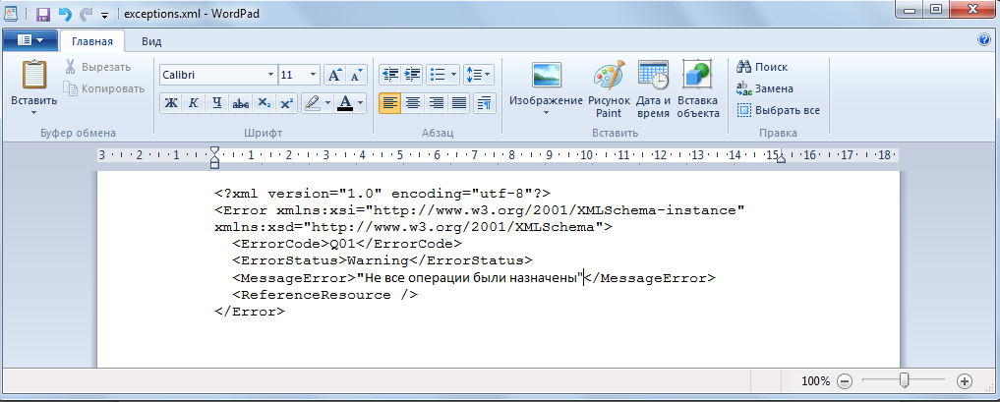 exceptions.xml - WordPad
Главная Вид
Вставить
Вырезать
Копировать
Буфер обмена
Calibri 11
Ж К Ч abc X₂ X²
Шрифт
Абзац
Изображение
Рисунок Paint
Дата и время
Вставка объекта
Вставить
Поиск
Замена
Выбрать все
Правка
3 2 1 1 2 3 4 5 6 7 8 9 10 11 12 13 14 15 16 17 18
<?xml version="1.0" encoding="utf-8"?>
<Error xmlns:xsi="http://www.w3.org/2001/XMLSchema-instance"
xmlns:xsd="http://www.w3.org/2001/XMLSchema">
<ErrorCode>Q01</ErrorCode>
<ErrorStatus>Warning</ErrorStatus>
<MessageError>"Не все операции были назначены"</MessageError>
<ReferenceResource />
</Error>
100%